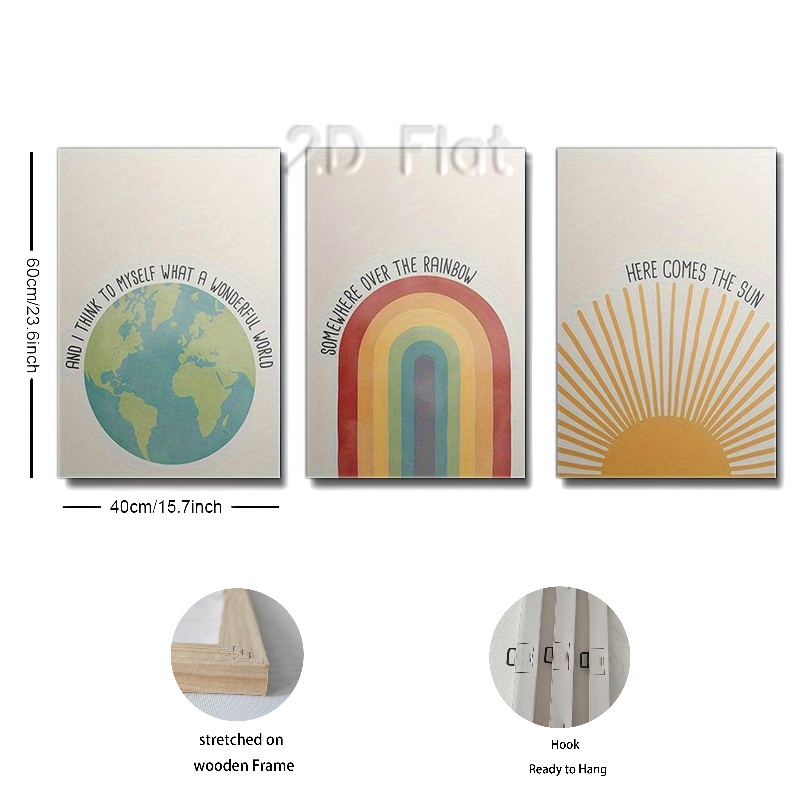 2D Flat
60cm/23.6inch
AND I THINK TO MYSELF WHAT A WONDERFUL WORLD
SOMEWHERE OVER THE RAINBOW
HERE COMES THE SUN
40cm/15.7inch
stretched on
wooden Frame
Hook
Ready to Hang